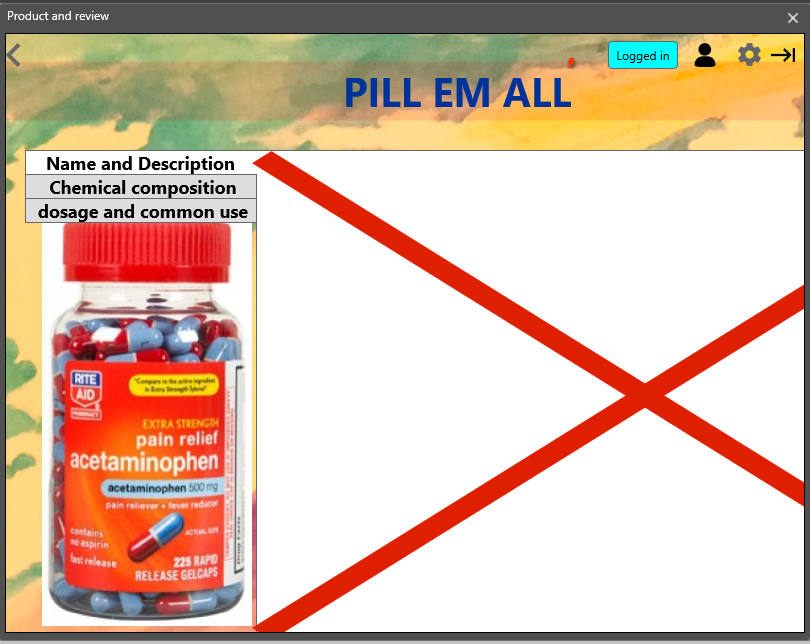 Product and review
Logged in
PILL EM ALL
Name and Description
Chemical composition
dosage and common use
RITE
AID
PHARMACY
"Compare to the active ingredient
in Extra Strength Tylenol"
EXTRA STRENGTH
pain relief
acetaminophen
acetaminophen 500 mg
pain reliever • fever reducer
contains
no aspirin
ACTUAL SIZE
fast release
225 RAPID
RELEASE GELCAPS
Drug Facts